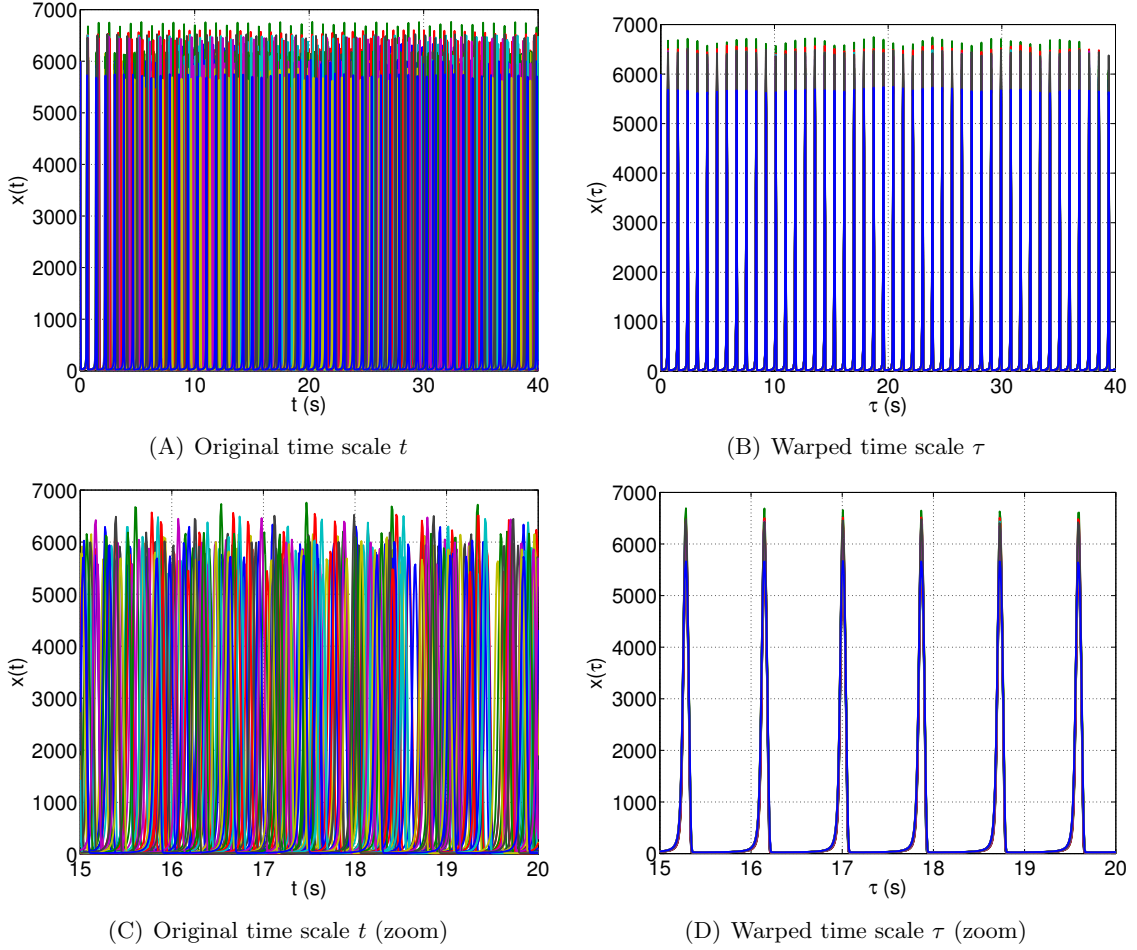 7000
6000
5000
4000
3000
2000
1000
0
x(t)
0 10 20 30 40
t (s)
(A) Original time scale t
7000
6000
5000
4000
3000
2000
1000
0
x(τ)
0 10 20 30 40
τ (s)
(B) Warped time scale τ
7000
6000
5000
4000
3000
2000
1000
0
x(t)
15 16 17 18 19 20
t (s)
(C) Original time scale t (zoom)
7000
6000
5000
4000
3000
2000
1000
0
x(τ)
15 16 17 18 19 20
τ (s)
(D) Warped time scale τ (zoom)